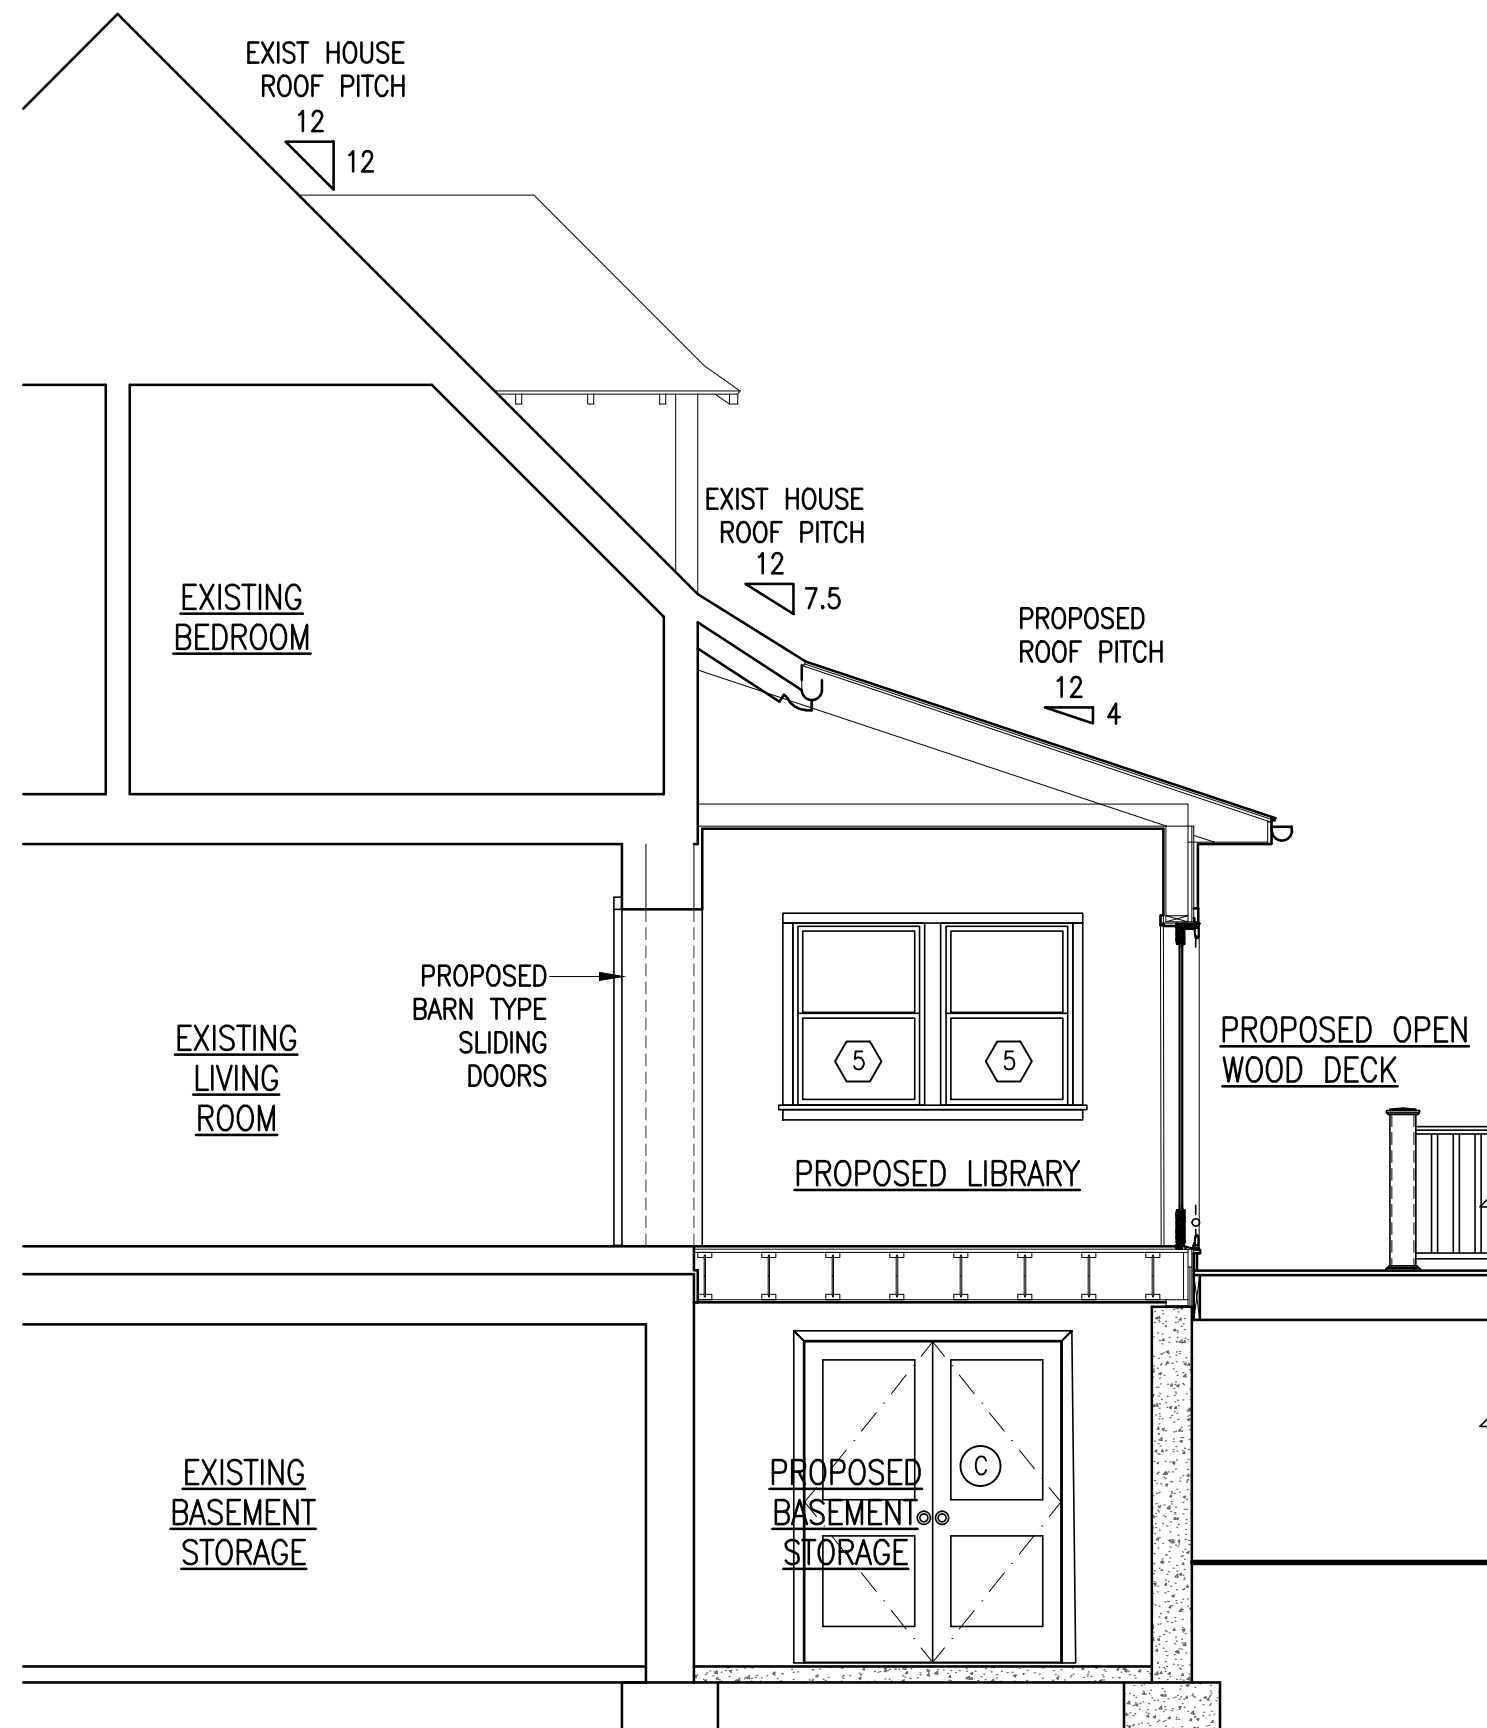 EXIST HOUSE
ROOF PITCH
12
12
EXIST HOUSE
ROOF PITCH
12
7.5
PROPOSED
ROOF PITCH
12
4
EXISTING
BEDROOM
PROPOSED
BARN TYPE
SLIDING
DOORS
EXISTING
LIVING
ROOM
5
5
PROPOSED LIBRARY
PROPOSED OPEN
WOOD DECK
EXISTING
BASEMENT
STORAGE
PROPOSED
BASEMENT
STORAGE
C